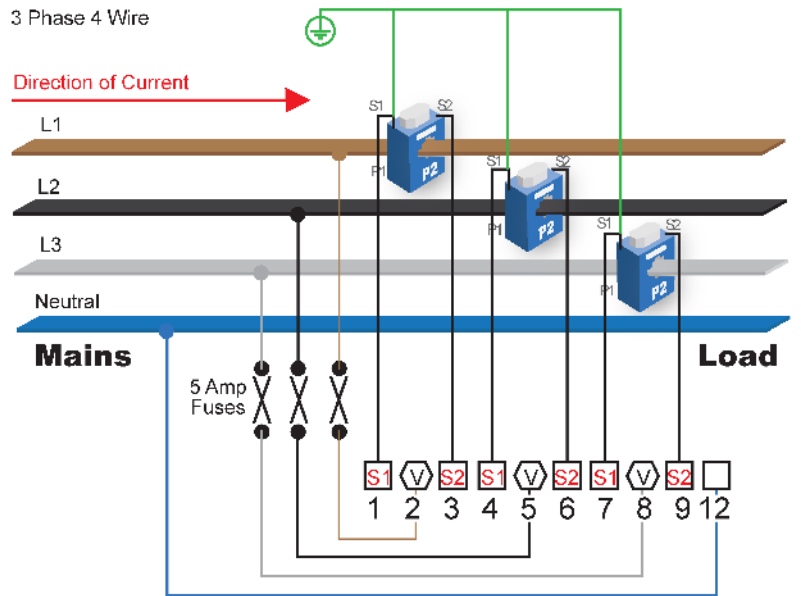 3 Phase 4 Wire
Direction of Current
L1
S1 S2
P1 P2
L2
S1 S2
P1 P2
L3
S1 S2
P1 P2
Neutral
Mains Load
5 Amp
Fuses
S1 V S2 S1 V S2 S1 V S2
1 2 3 4 5 6 7 8 9 12